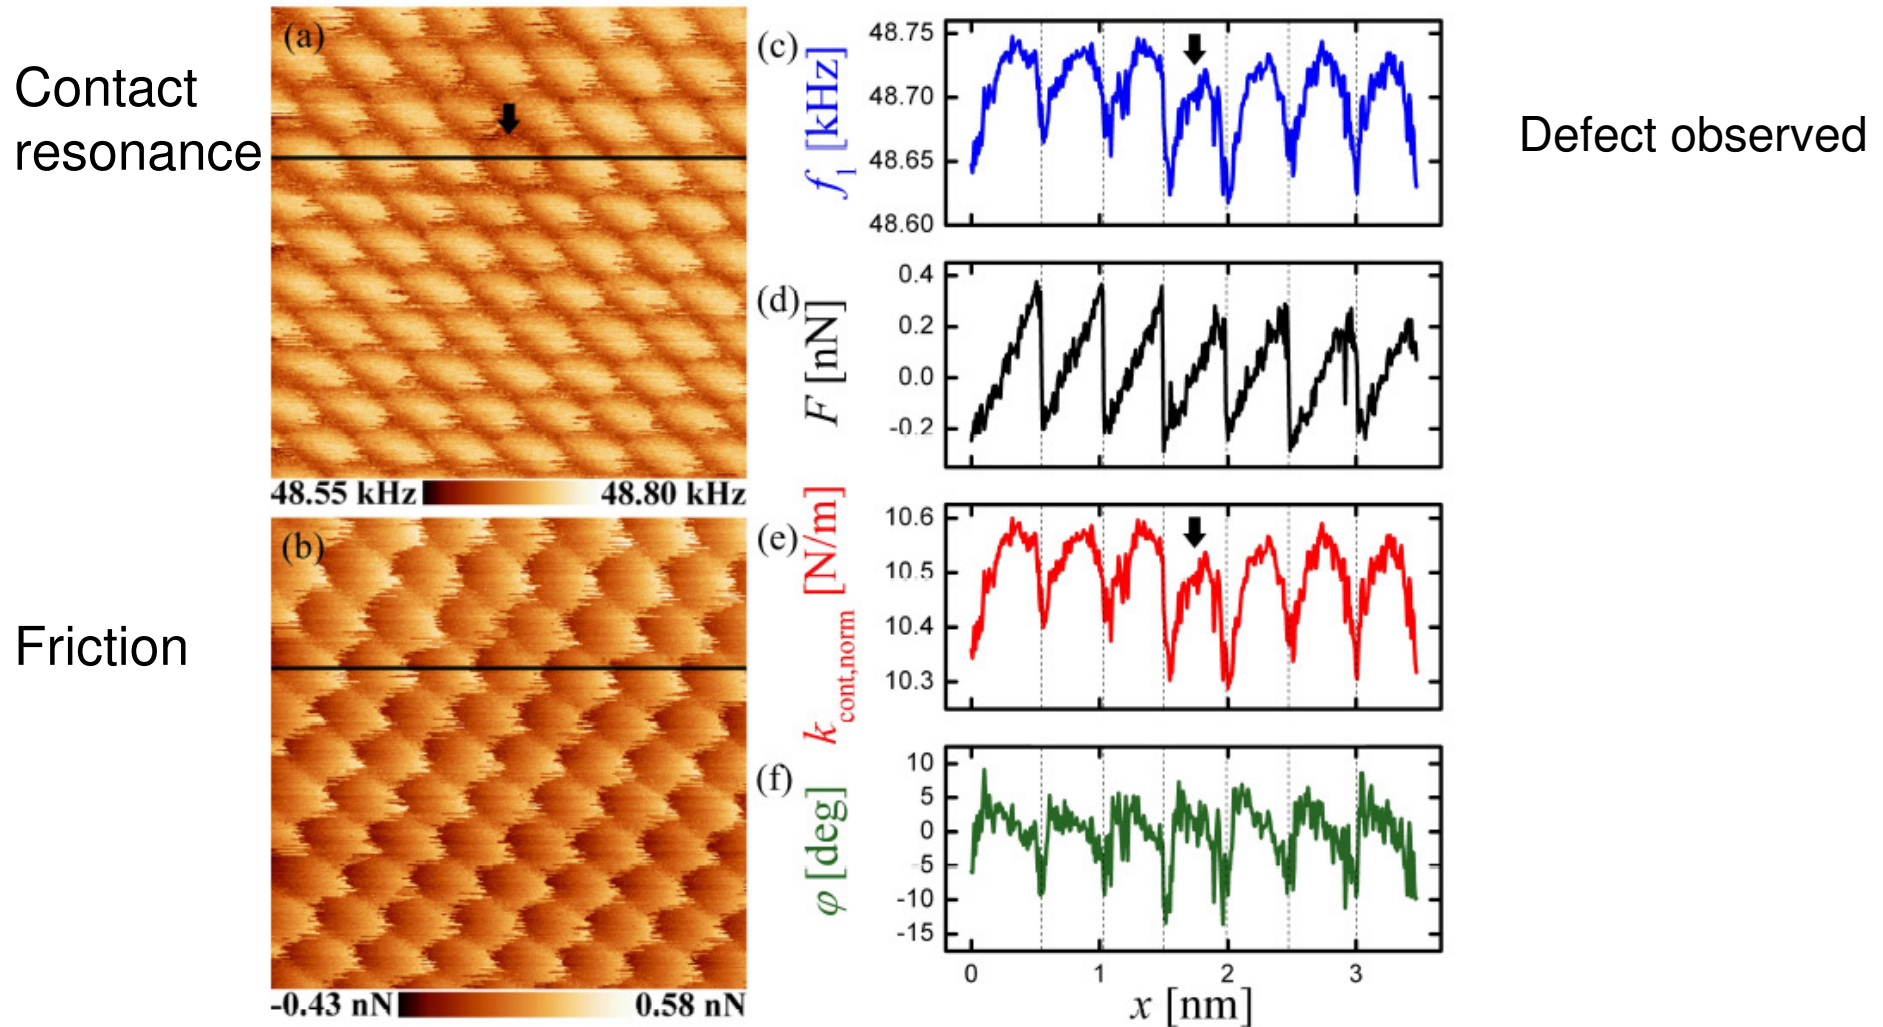 Contact
resonance
(a)
48.55 kHz 48.80 kHz
Friction
(b)
-0.43 nN 0.58 nN
(c)
f1 [kHz]
48.75
48.70
48.65
48.60
(d)
F [nN]
0.4
0.2
0.0
-0.2
(e)
kcont,norm [N/m]
10.6
10.5
10.4
10.3
(f)
φ [deg]
10
5
0
-5
-10
-15
0 1 2 3
x [nm]
Defect observed